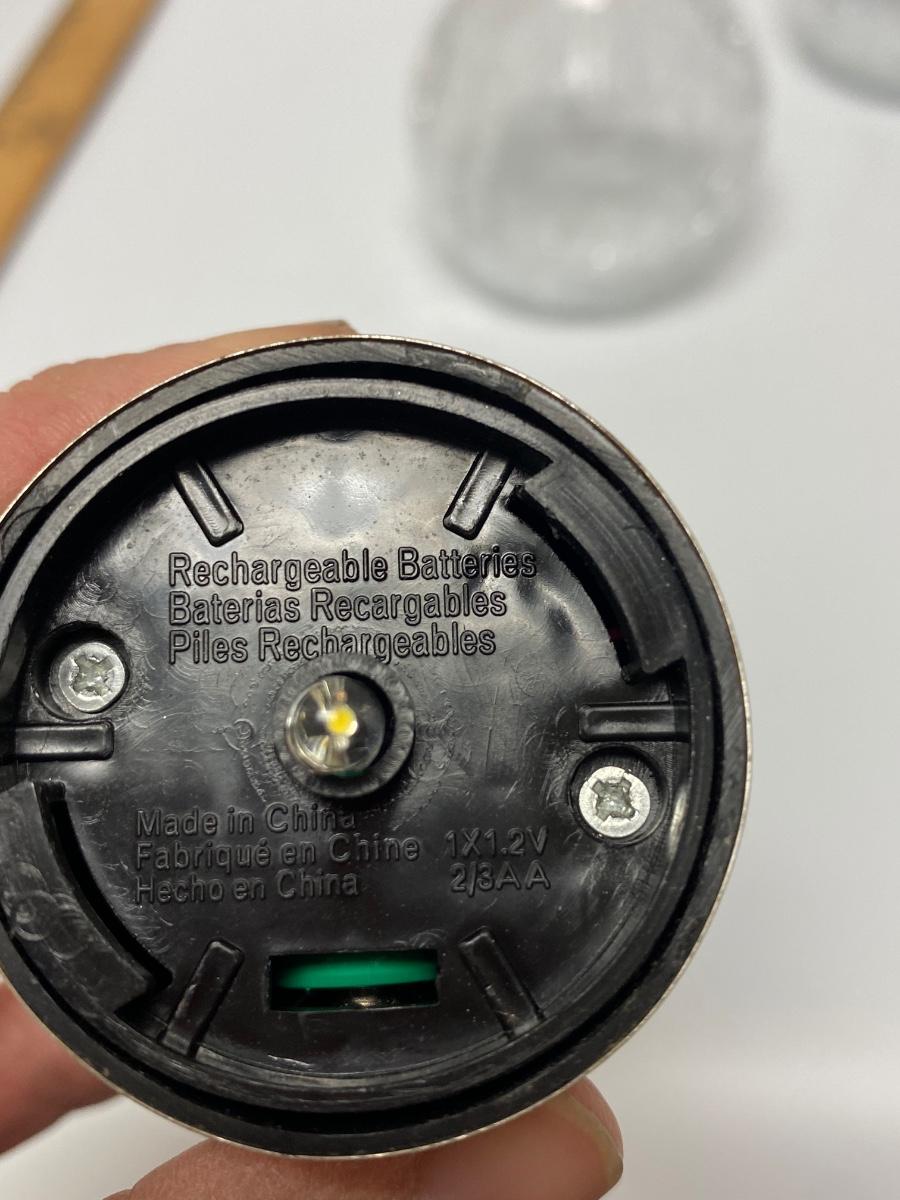 Rechargeable Batteries
Baterias Recargables
Piles Rechargeables
Made in China
Fabriqué en Chine
Hecho en China
1X1.2V
2/3AA